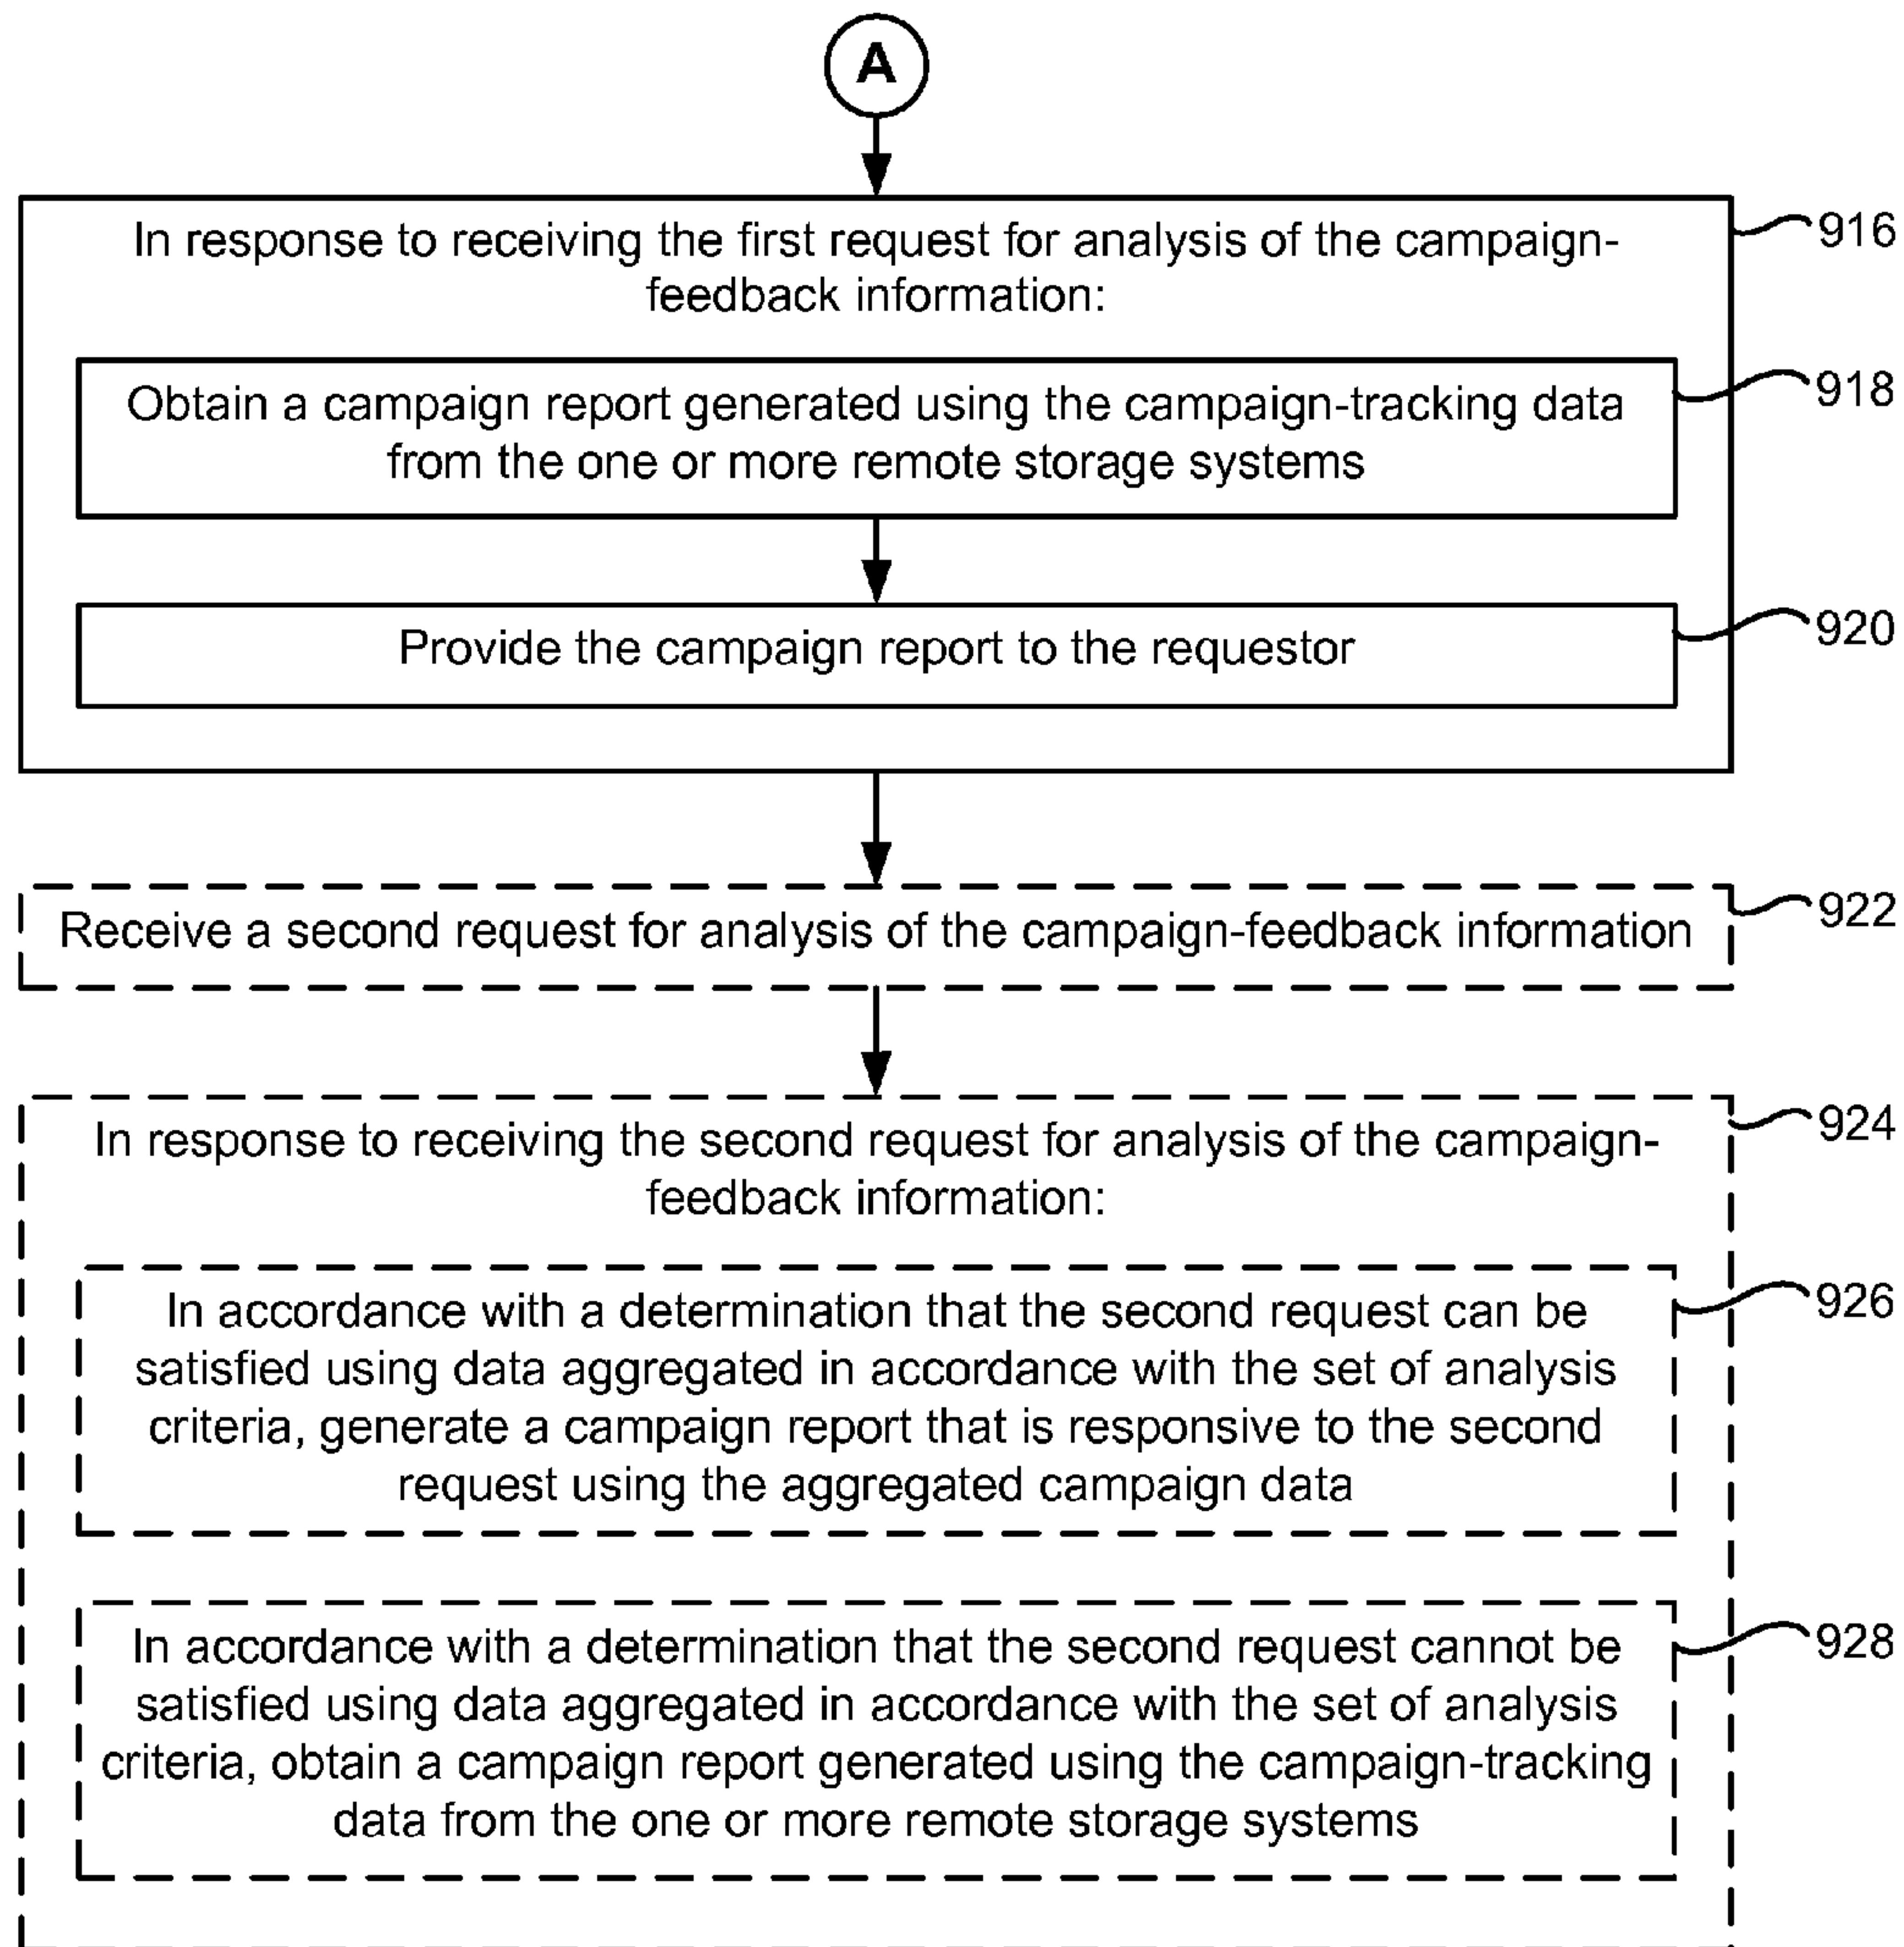 A
In response to receiving the first request for analysis of the campaign-
feedback information:
916
Obtain a campaign report generated using the campaign-tracking data
from the one or more remote storage systems
918
Provide the campaign report to the requestor
920
Receive a second request for analysis of the campaign-feedback information
922
In response to receiving the second request for analysis of the campaign-
feedback information:
924
In accordance with a determination that the second request can be
satisfied using data aggregated in accordance with the set of analysis
criteria, generate a campaign report that is responsive to the second
request using the aggregated campaign data
926
In accordance with a determination that the second request cannot be
satisfied using data aggregated in accordance with the set of analysis
criteria, obtain a campaign report generated using the campaign-tracking
data from the one or more remote storage systems
928